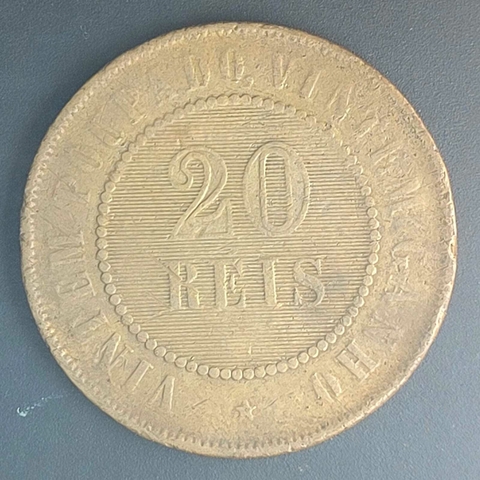 VINTEM POUPADO, VINTEM GANHO
20
REIS